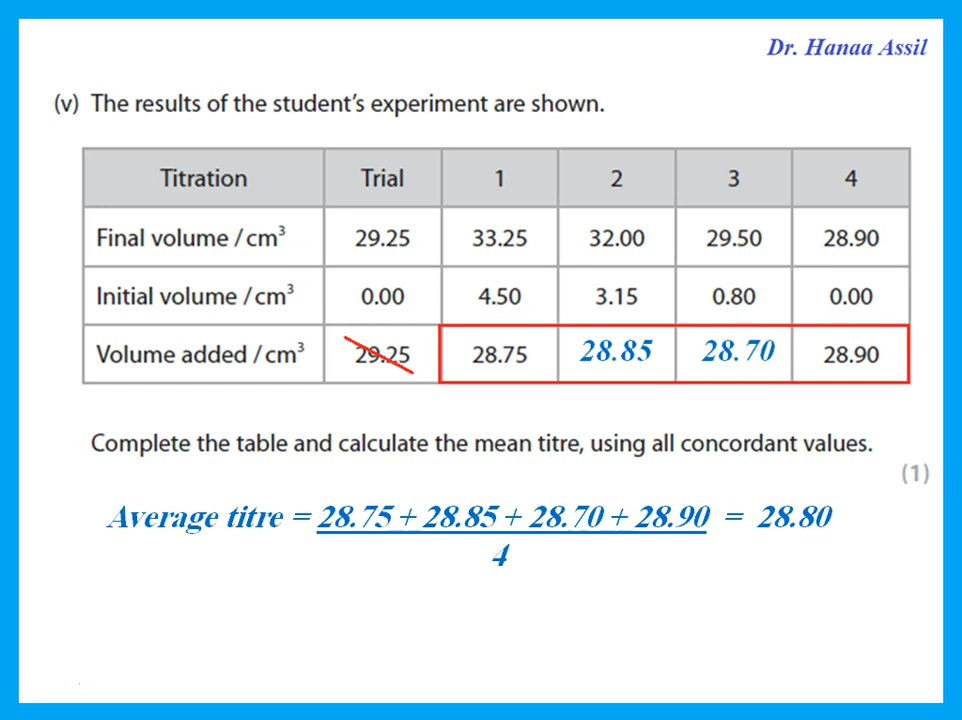 Dr. Hanaa Assil
(v) The results of the student's experiment are shown.
Titration Trial 1 2 3 4
Final volume / cm³ 29.25 33.25 32.00 29.50 28.90
Initial volume / cm³ 0.00 4.50 3.15 0.80 0.00
Volume added / cm³ 29.25 28.75 28.85 28.70 28.90
Complete the table and calculate the mean titre, using all concordant values.
(1)
Average titre = 28.75 + 28.85 + 28.70 + 28.90 = 28.80
4